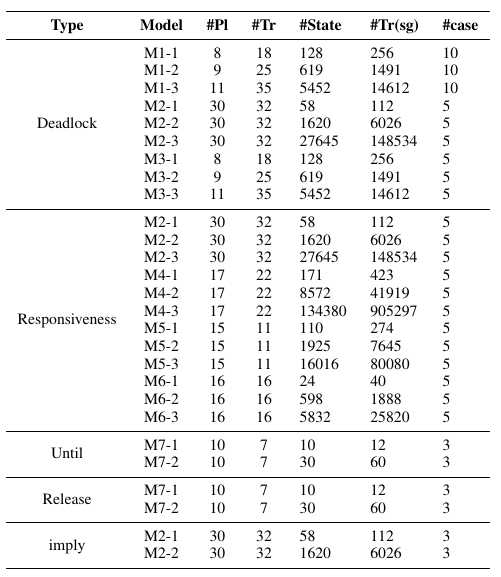 Type Model #Pl #Tr #State #Tr(sg) #case
M1-1 8 18 128 256 10
M1-2 9 25 619 1491 10
M1-3 11 35 5452 14612 10
M2-1 30 32 58 112 5
Deadlock M2-2 30 32 1620 6026 5
M2-3 30 32 27645 148534 5
M3-1 8 18 128 256 5
M3-2 9 25 619 1491 5
M3-3 11 35 5452 14612 5
M2-1 30 32 58 112 5
M2-2 30 32 1620 6026 5
M2-3 30 32 27645 148534 5
M4-1 17 22 171 423 5
M4-2 17 22 8572 41919 5
Responsiveness M4-3 17 22 134380 905297 5
M5-1 15 11 110 274 5
M5-2 15 11 1925 7645 5
M5-3 15 11 16016 80080 5
M6-1 16 16 24 40 5
M6-2 16 16 598 1888 5
M6-3 16 16 5832 25820 5
Until M7-1 10 7 10 12 3
M7-2 10 7 30 60 3
Release M7-1 10 7 10 12 3
M7-2 10 7 30 60 3
imply M2-1 30 32 58 112 3
M2-2 30 32 1620 6026 3